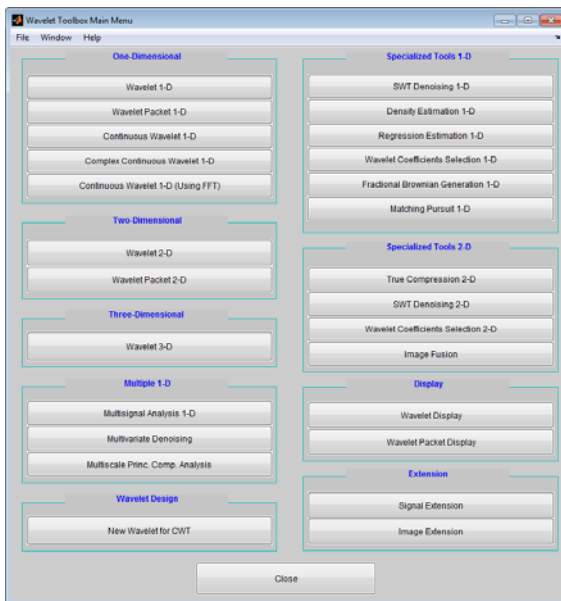 Wavelet Toolbox Main Menu
File Window Help
One-Dimensional
Wavelet 1-D
Wavelet Packet 1-D
Continuous Wavelet 1-D
Complex Continuous Wavelet 1-D
Continuous Wavelet 1-D (Using FFT)
Two-Dimensional
Wavelet 2-D
Wavelet Packet 2-D
Three-Dimensional
Wavelet 3-D
Multiple 1-D
Multisignal Analysis 1-D
Multivariate Denoising
Multiscale Princ. Comp. Analysis
Wavelet Design
New Wavelet for CWT
Specialized Tools 1-D
SWT Denoising 1-D
Density Estimation 1-D
Regression Estimation 1-D
Wavelet Coefficients Selection 1-D
Fractional Brownian Generation 1-D
Matching Pursuit 1-D
Specialized Tools 2-D
True Compression 2-D
SWT Denoising 2-D
Wavelet Coefficients Selection 2-D
Image Fusion
Display
Wavelet Display
Wavelet Packet Display
Extension
Signal Extension
Image Extension
Close